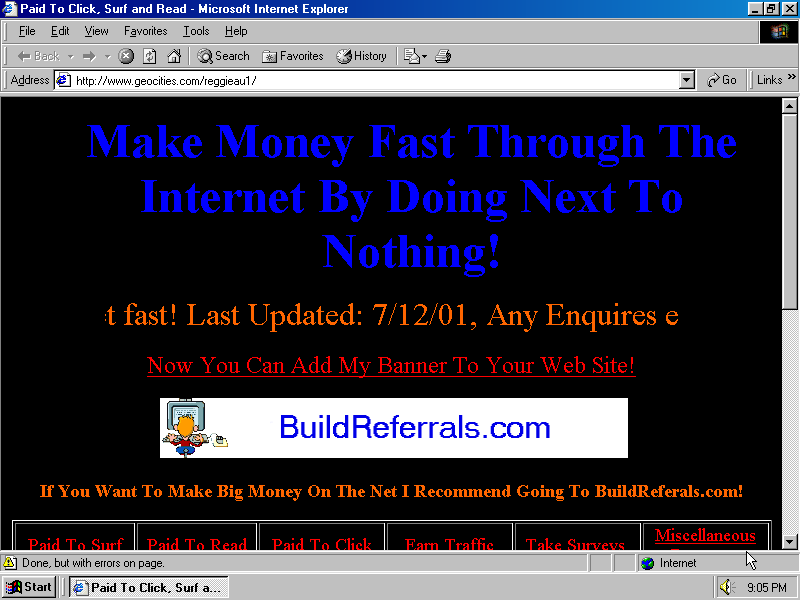 Paid To Click, Surf and Read - Microsoft Internet Explorer
File Edit View Favorites Tools Help
Back Search Favorites History
Address http://www.geocities.com/reggieau1/ Go Links »
Make Money Fast Through The
Internet By Doing Next To
Nothing!
t fast! Last Updated: 7/12/01, Any Enquires e
Now You Can Add My Banner To Your Web Site!
BuildReferrals.com
If You Want To Make Big Money On The Net I Recommend Going To BuildReferals.com!
Paid To Surf Paid To Read Paid To Click Earn Traffic Take Surveys Miscellaneous
Done, but with errors on page. Internet
Start Paid To Click, Surf a... 9:05 PM